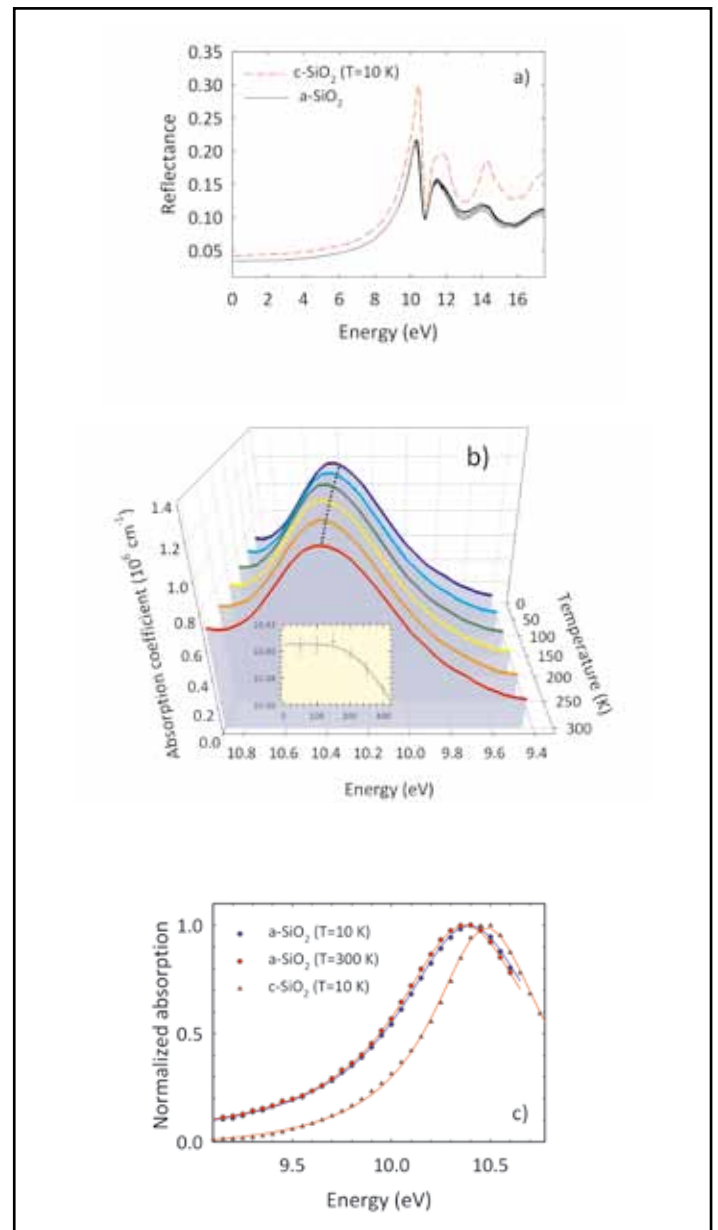 0.35
0.30
0.25
0.20
0.15
0.10
0.05
Reflectance
c-SiO₂ (T=10 K)
a-SiO₂
a)
0 2 4 6 8 10 12 14 16
Energy (eV)
b)
1.4
1.2
1.0
0.8
0.6
0.4
0.2
0.0
Absorption coefficient (10⁶ cm⁻¹)
0 100
0
50
100
150
200
250
300
Temperature (K)
10.8 10.6 10.4 10.2 10.0 9.8 9.6 9.4
Energy (eV)
1.0
0.5
0.0
Normalized absorption
a-SiO₂ (T=10 K)
a-SiO₂ (T=300 K)
c-SiO₂ (T=10 K)
c)
9.5 10.0 10.5
Energy (eV)